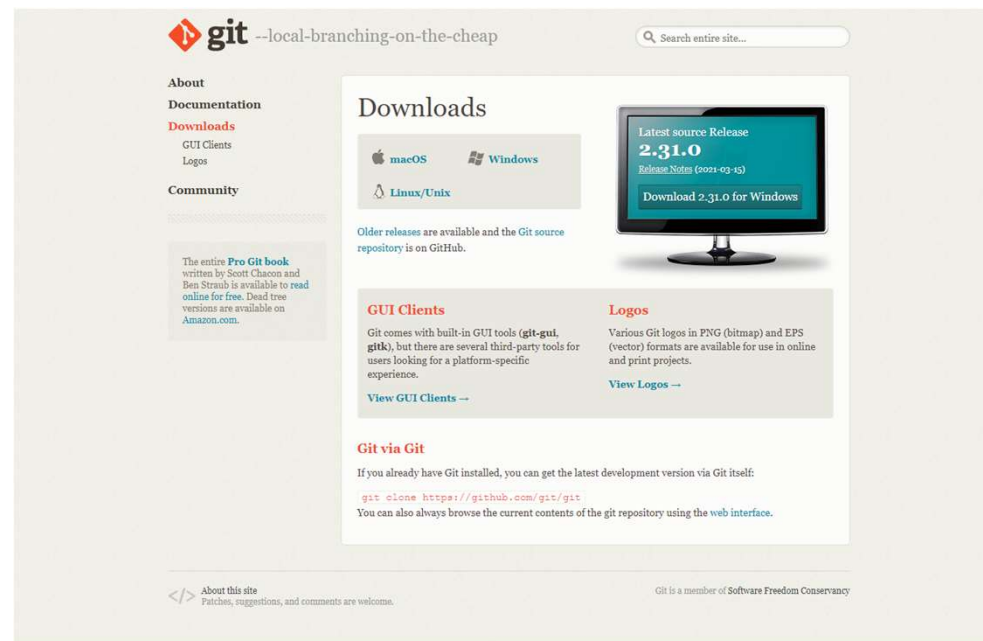 git --local-branching-on-the-cheap
Search entire site...
About
Documentation
Downloads
GUI Clients
Logos
Community
The entire Pro Git book
written by Scott Chacon and
Ben Straub is available to read
online for free. Dead tree
versions are available on
Amazon.com.
Downloads
macOS
Windows
Linux/Unix
Older releases are available and the Git source
repository is on GitHub.
Latest source Release
2.31.0
Release Notes (2021-03-15)
Download 2.31.0 for Windows
GUI Clients
Git comes with built-in GUI tools (git-gui,
gitk), but there are several third-party tools for
users looking for a platform-specific
experience.
View GUI Clients →
Logos
Various Git logos in PNG (bitmap) and EPS
(vector) formats are available for use in online
and print projects.
View Logos →
Git via Git
If you already have Git installed, you can get the latest development version via Git itself:
git clone https://github.com/git/git
You can also always browse the current contents of the git repository using the web interface.
</> About this site
Patches, suggestions, and comments are welcome.
Git is a member of Software Freedom Conservancy